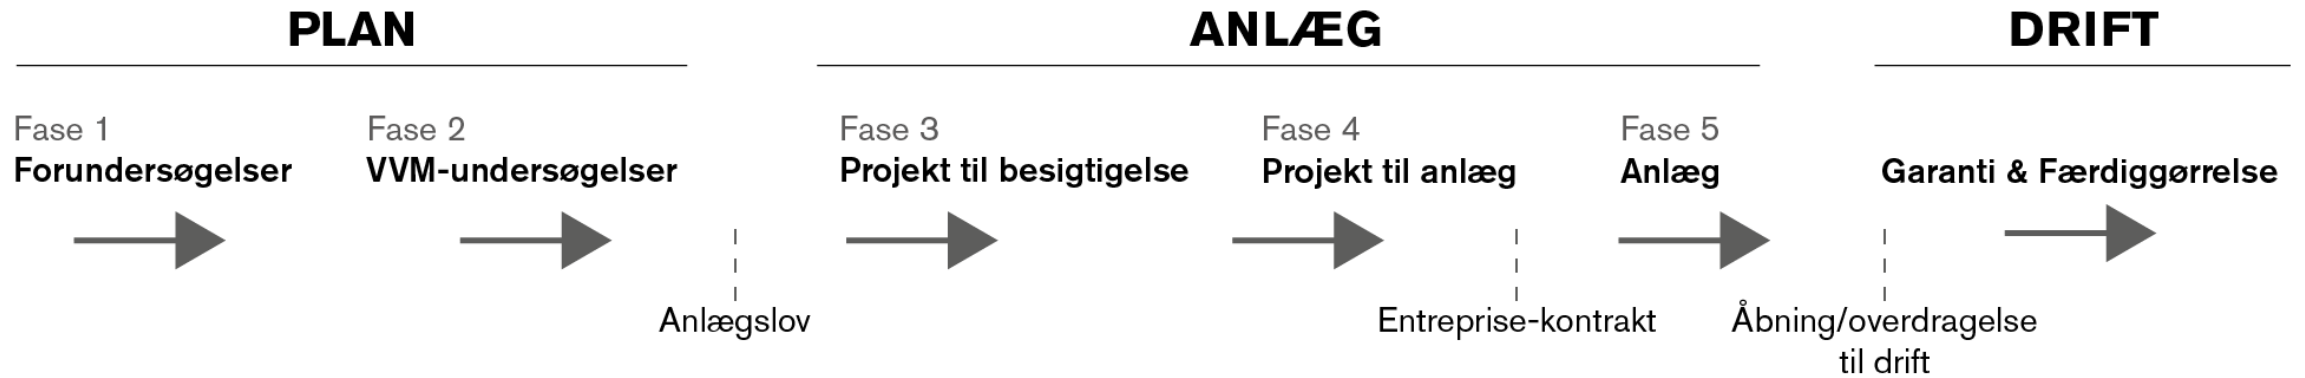 PLAN
ANLÆG
DRIFT
Fase 1
Forundersøgelser
Fase 2
VVM-undersøgelser
Fase 3
Projekt til besigtigelse
Fase 4
Projekt til anlæg
Fase 5
Anlæg
Garanti & Færdiggørrelse
Anlægslov
Entreprise-kontrakt
Åbning/overdragelse
til drift